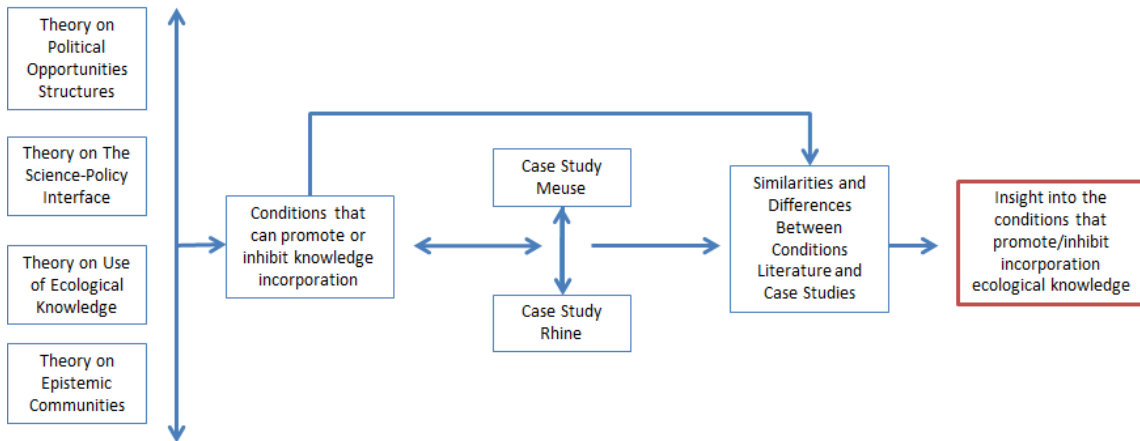 Theory on
Political
Opportunities
Structures
Theory on The
Science-Policy
Interface
Theory on Use
of Ecological
Knowledge
Theory on
Epistemic
Communities
Conditions that
can promote or
inhibit knowledge
incorporation
Case Study
Meuse
Case Study
Rhine
Similarities and
Differences
Between
Conditions
Literature and
Case Studies
Insight into the
conditions that
promote/inhibit
incorporation
ecological knowledge